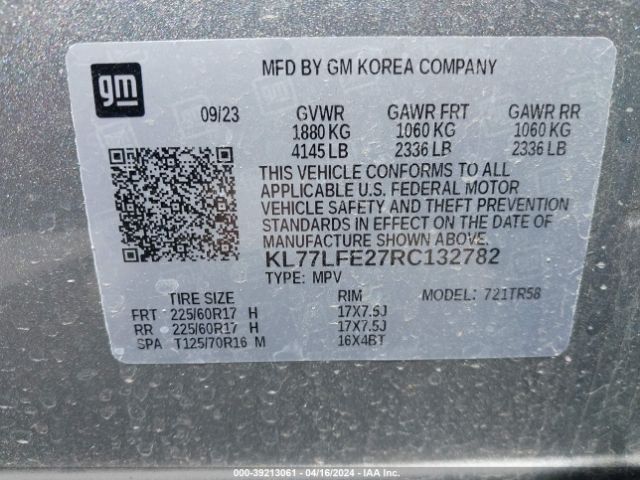 gm
MFD BY GM KOREA COMPANY
09/23 GVWR GAWR FRT GAWR RR
1880 KG 1060 KG 1060 KG
4145 LB 2336 LB 2336 LB
THIS VEHICLE CONFORMS TO ALL
APPLICABLE U.S. FEDERAL MOTOR
VEHICLE SAFETY AND THEFT PREVENTION
STANDARDS IN EFFECT ON THE DATE OF
MANUFACTURE SHOWN ABOVE.
KL77LFE27RC132782
TYPE: MPV MODEL: 721TR58
TIRE SIZE RIM
FRT 225/60R17 H 17X7.5J
RR 225/60R17 H 17X7.5J
SPA T125/70R16 M 16X4BT
000-39213061 - 04/16/2024 - IAA Inc.